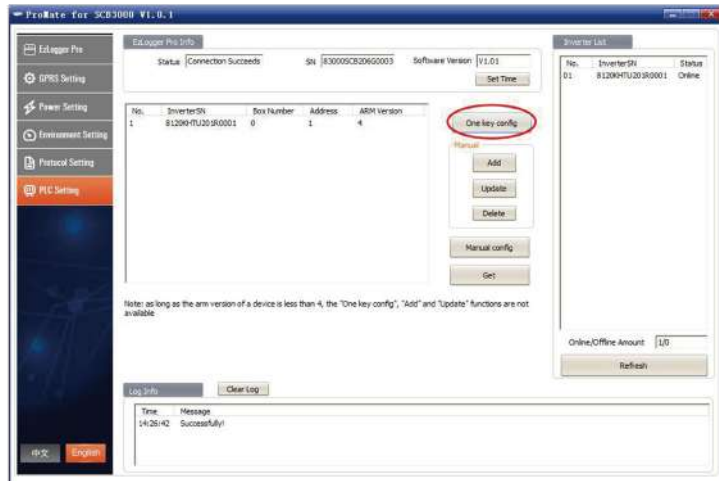 ProMate for SCB3000 V1.0.1
EzLogger Pro
GPRS Setting
Power Setting
Environment Setting
Protocol Setting
PLC Setting
中文
English
EzLogger Pro Info
Status Connection Succeeds SN 83000SCB206G0003 Software Version V1.01
Set Time
No. InverterSN Box Number Address ARM Version
1 8120KHTU201R0001 0 1 4
One key config
Manual
Add
Update
Delete
Manual config
Get
Note: as long as the arm version of a device is less than 4, the "One key config", "Add" and "Update" functions are not
available
Inverter List
No. InverterSN Status
01 8120KHTU201R0001 Online
Online/Offline Amount 1/0
Refresh
Log Info
Clear Log
Time Message
14:26:42 Successfully!